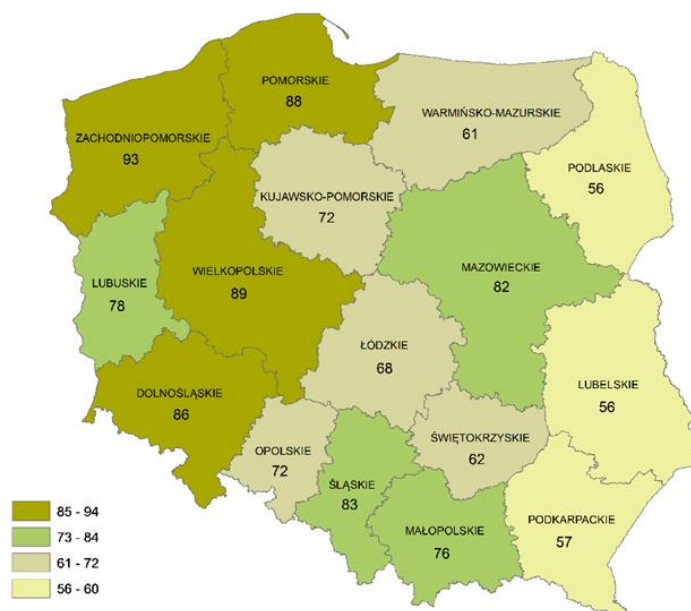 POMORSKIE
88
WARMIŃSKO-MAZURSKIE
61
ZACHODNIOPOMORSKIE
93
PODLASKIE
56
KUJAWSKO-POMORSKIE
72
MAZOWIECKIE
82
WIELKOPOLSKIE
89
LUBUSKIE
78
ŁÓDZKIE
68
LUBELSKIE
56
DOLNOŚLĄSKIE
86
ŚWIĘTOKRZYSKIE
62
OPOLSKIE
72
ŚLĄSKIE
83
PODKARPACKIE
57
MAŁOPOLSKIE
76
85 - 94
73 - 84
61 - 72
56 - 60